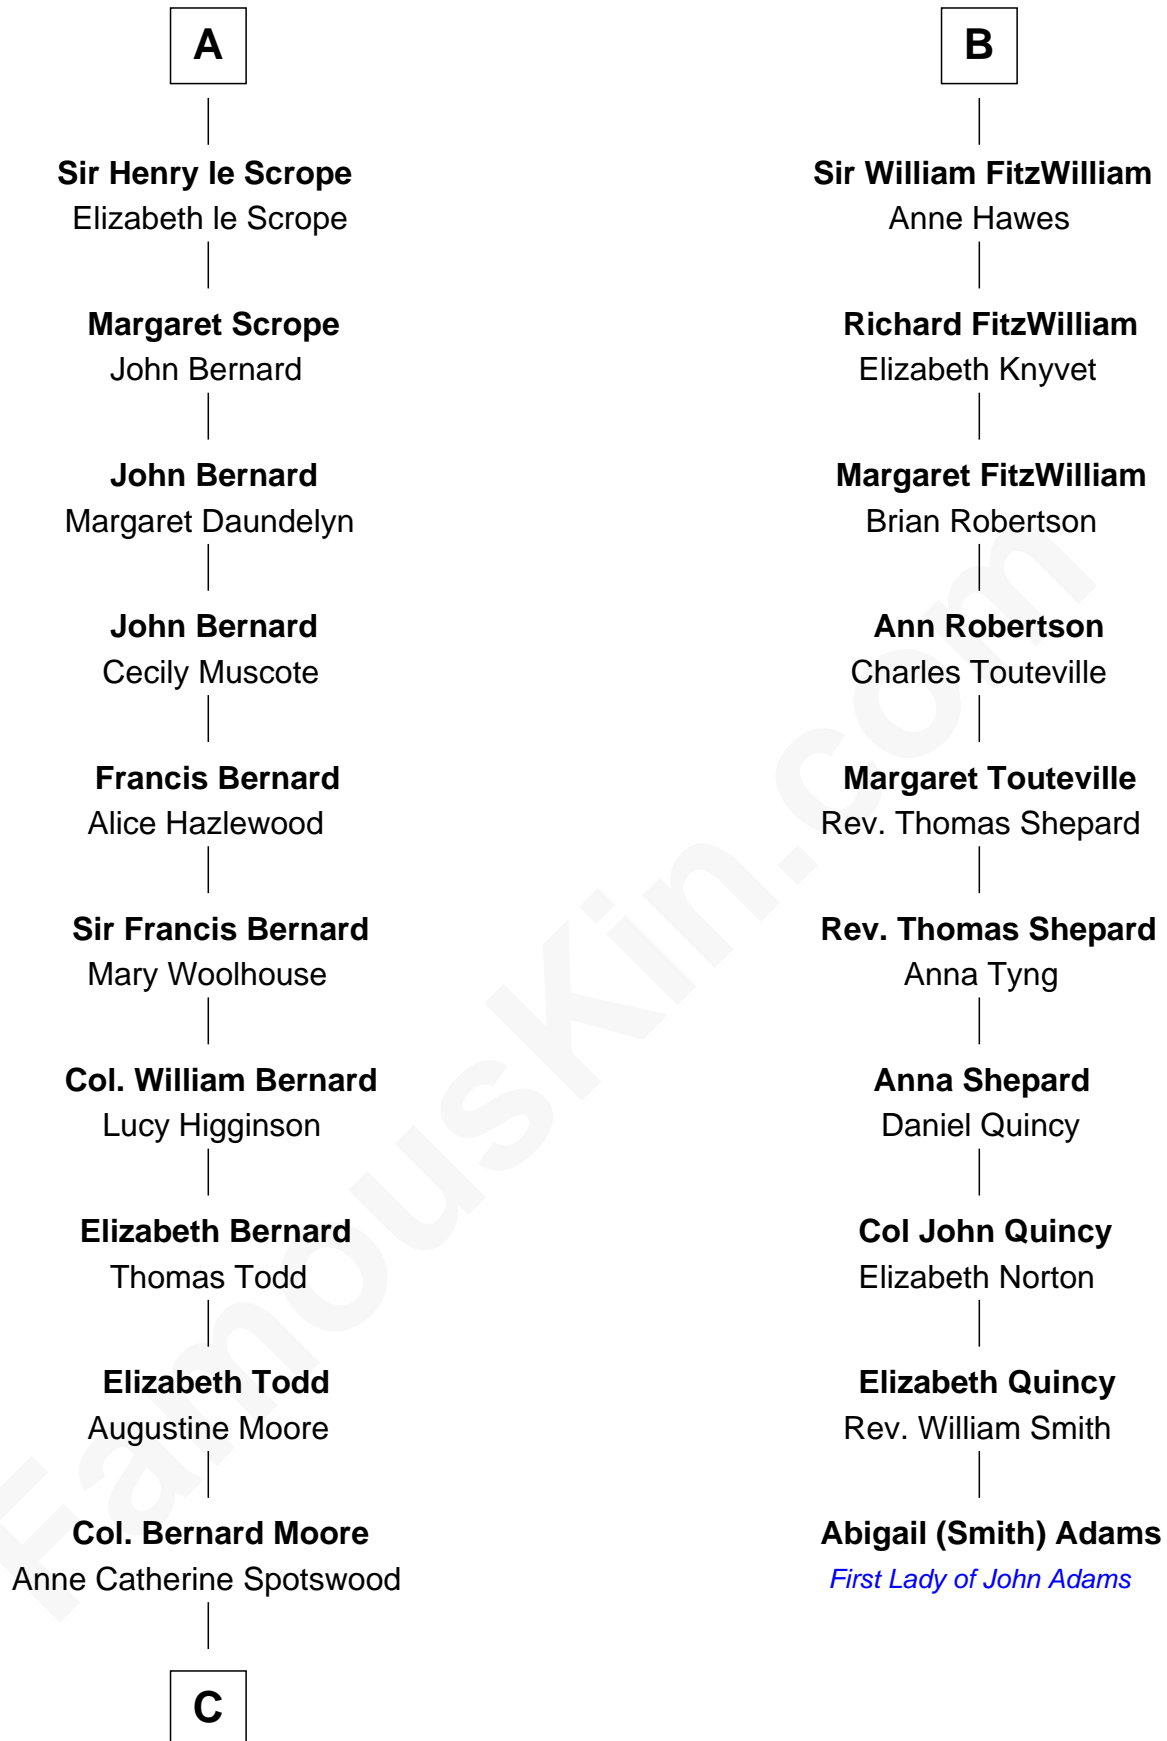 A
Sir Henry le Scrope
Elizabeth le Scrope
Margaret Scrope
John Bernard
John Bernard
Margaret Daundelyn
John Bernard
Cecily Muscote
Francis Bernard
Alice Hazlewood
Sir Francis Bernard
Mary Woolhouse
Col. William Bernard
Lucy Higginson
Elizabeth Bernard
Thomas Todd
Elizabeth Todd
Augustine Moore
Col. Bernard Moore
Anne Catherine Spotswood
C
B
Sir William FitzWilliam
Anne Hawes
Richard FitzWilliam
Elizabeth Knyvet
Margaret FitzWilliam
Brian Robertson
Ann Robertson
Charles Touteville
Margaret Touteville
Rev. Thomas Shepard
Rev. Thomas Shepard
Anna Tyng
Anna Shepard
Daniel Quincy
Col John Quincy
Elizabeth Norton
Elizabeth Quincy
Rev. William Smith
Abigail (Smith) Adams
First Lady of John Adams
FamousKin.com